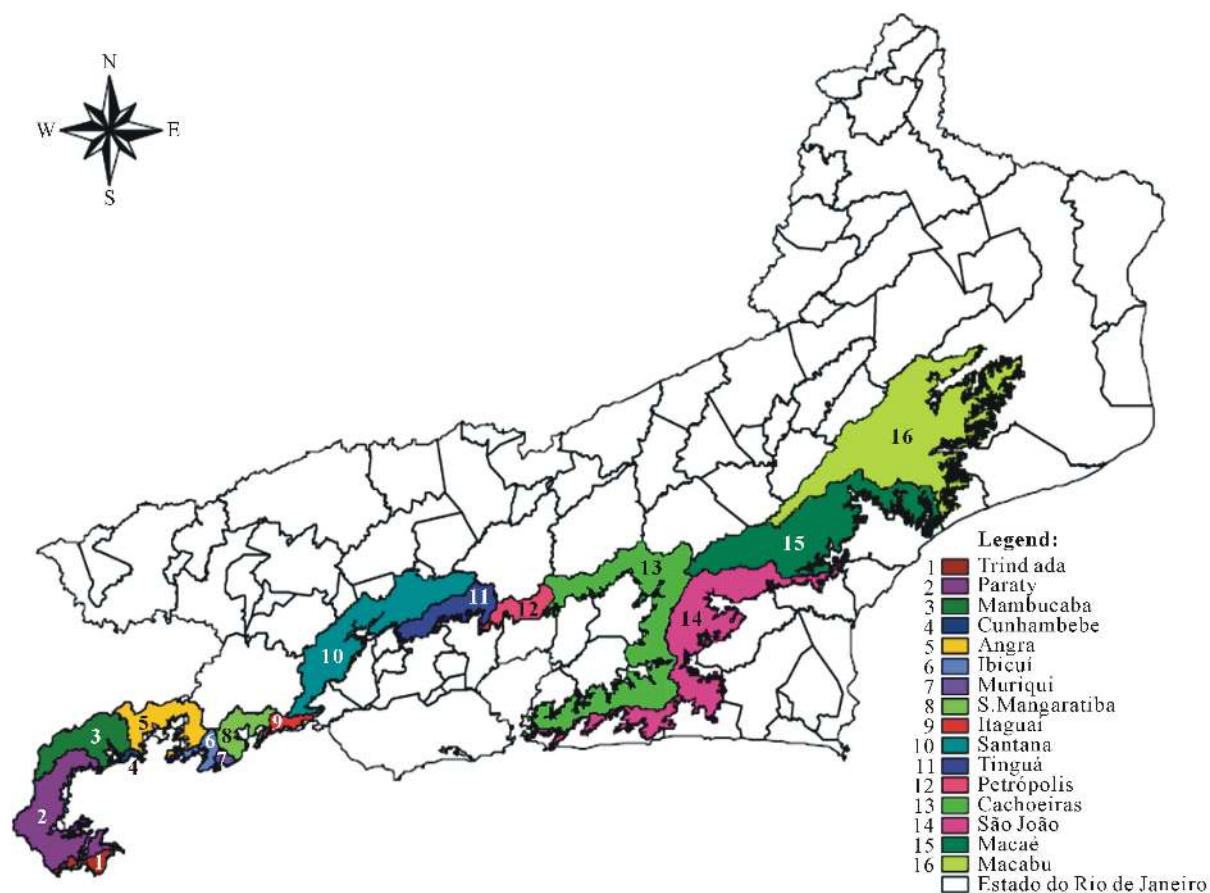 N
W E
S
16
15
13
11
12
14
10
5
9
3
8
6
7
4
2
1
Legend:
1 Trind ada
2 Paraty
3 Mambucaba
4 Cunhambebe
5 Angra
6 Ibicuí
7 Muriqui
8 S.Mangaratiba
9 Itaguaí
10 Santana
11 Tinguá
12 Petrópolis
13 Cachoeiras
14 São João
15 Macaé
16 Macabu
Estado do Rio de Janeiro